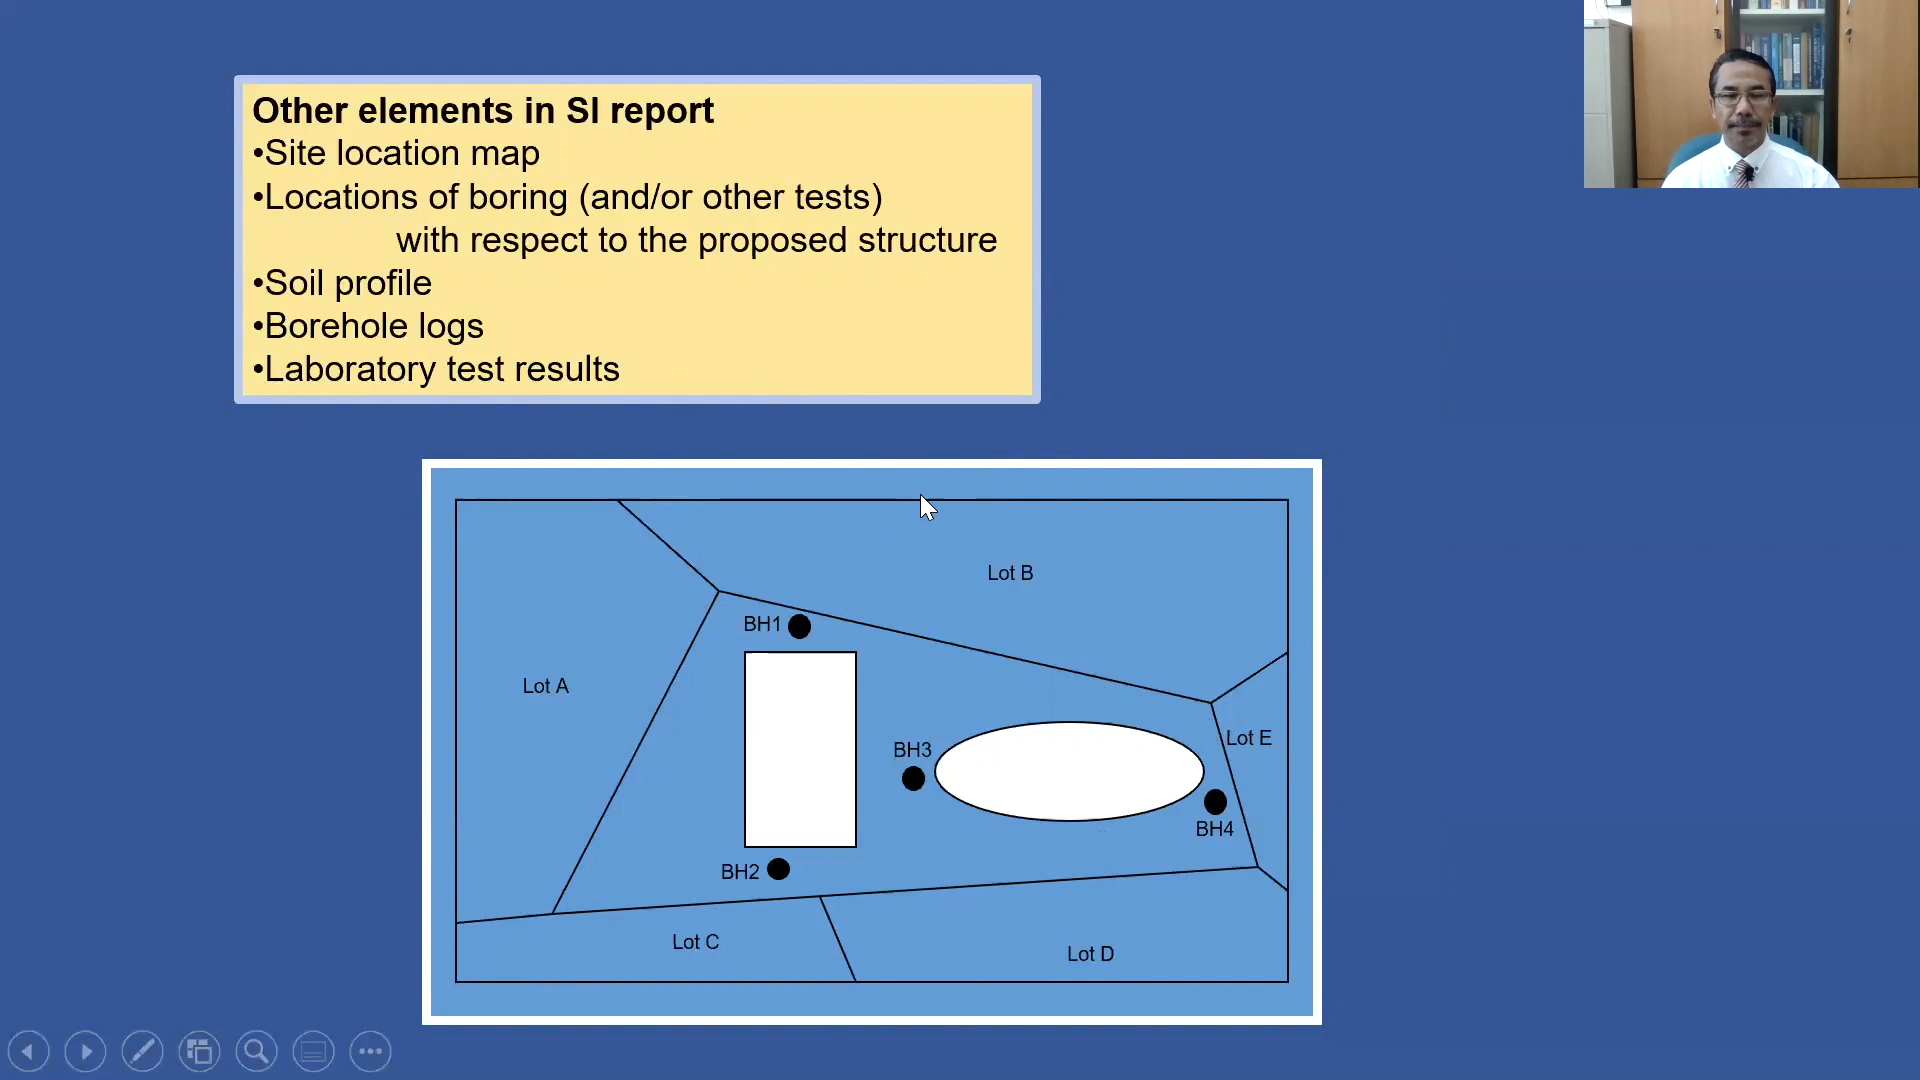 Other elements in SI report
•Site location map
•Locations of boring (and/or other tests)
with respect to the proposed structure
•Soil profile
•Borehole logs
•Laboratory test results
Lot B
BH1
Lot A
Lot E
BH3
BH4
BH2
Lot C
Lot D